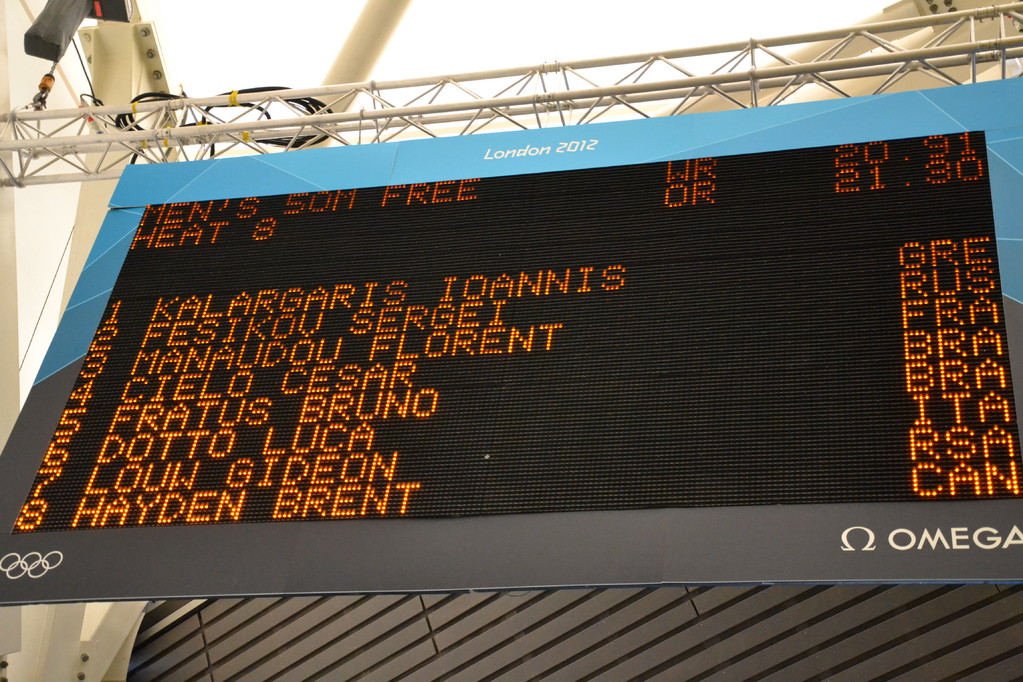 London 2012
MEN'S 50M FREE WR 20.91
HEAT 8 OR 21.30
1 KALARGARIS IOANNIS GRE
2 FESIKOV SERGEI RUS
3 MANAUDOU FLORENT FRA
4 CIELO CESAR BRA
5 FRATUS BRUNO BRA
6 DOTTO LUCA ITA
7 LOUW GIDEON RSA
8 HAYDEN BRENT CAN
Ω OMEGA